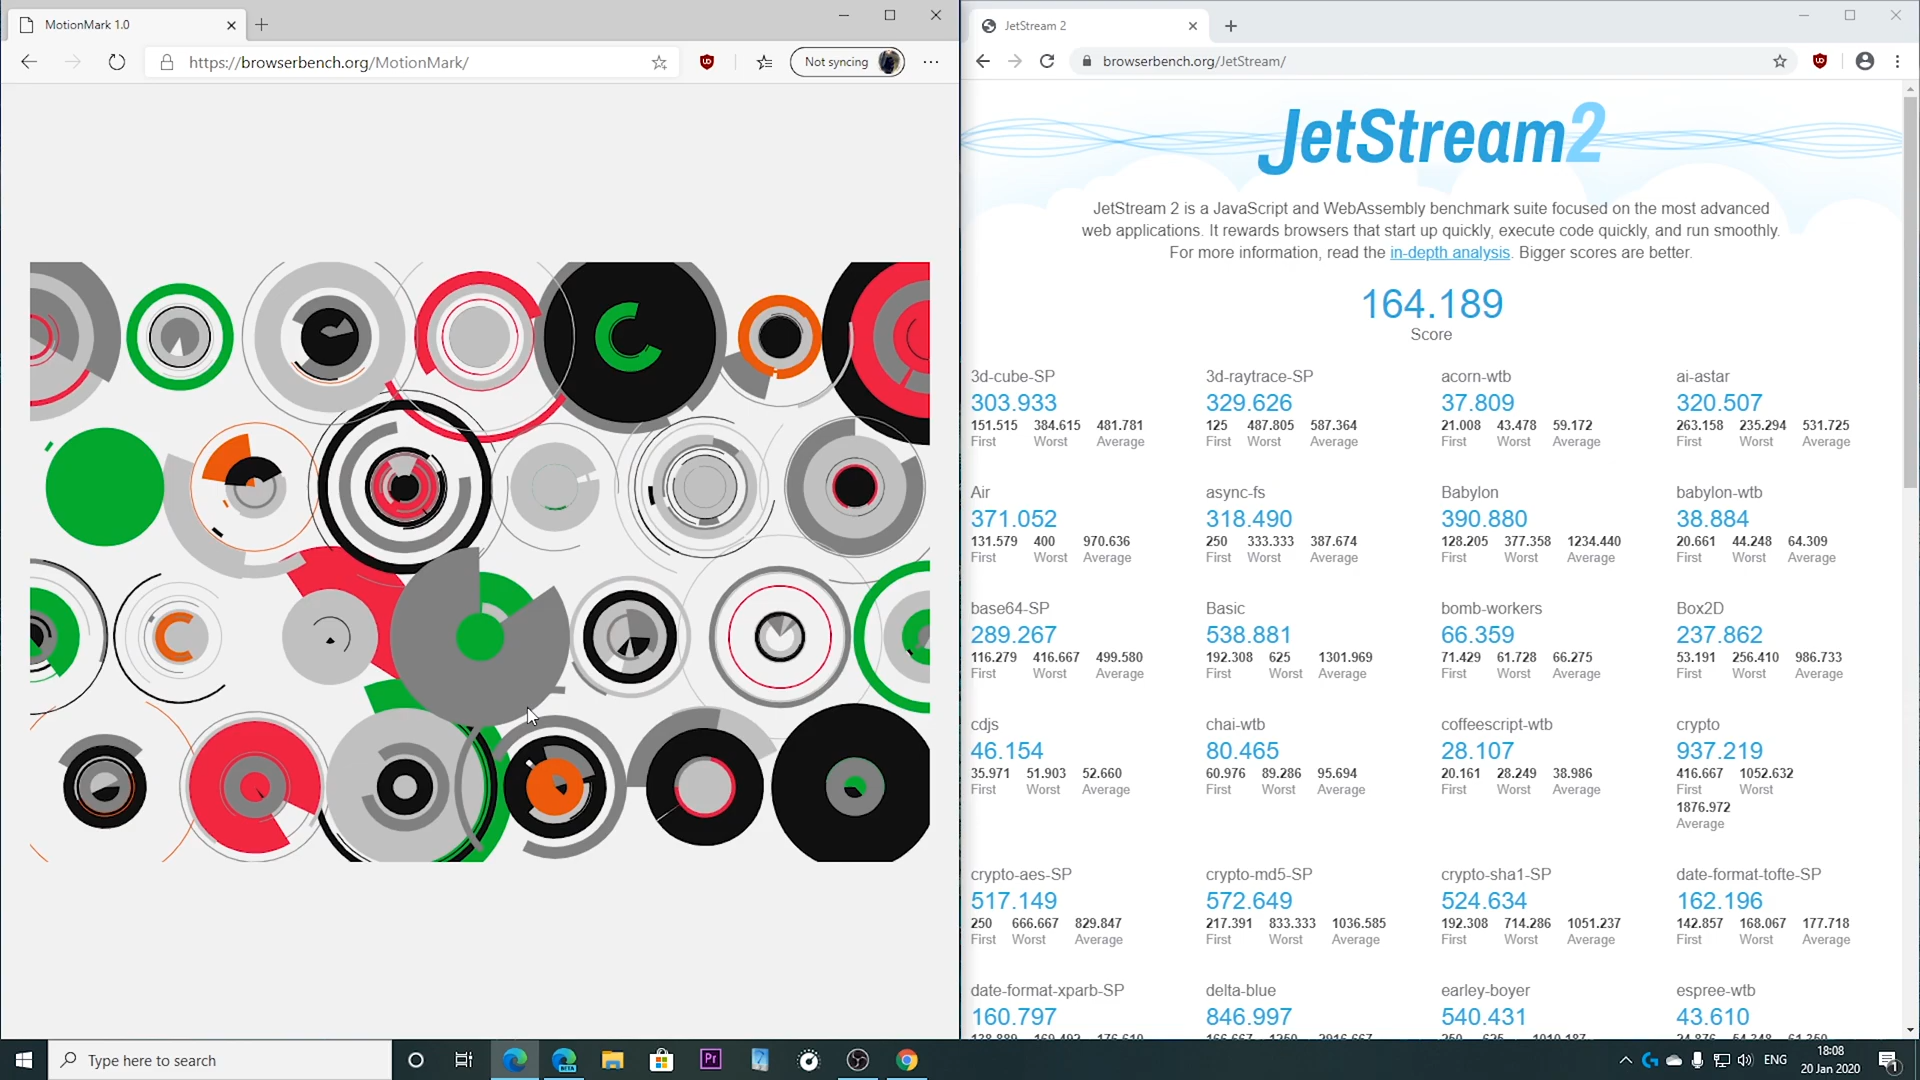 MotionMark 1.0
https://browserbench.org/MotionMark/
Not syncing
JetStream 2
browserbench.org/JetStream/
JetStream2
JetStream 2 is a JavaScript and WebAssembly benchmark suite focused on the most advanced
web applications. It rewards browsers that start up quickly, execute code quickly, and run smoothly.
For more information, read the in-depth analysis. Bigger scores are better.
164.189
Score
3d-cube-SP 3d-raytrace-SP acorn-wtb ai-astar
303.933 329.626 37.809 320.507
151.515 384.615 481.781 125 487.805 587.364 21.008 43.478 59.172 263.158 235.294 531.725
First Worst Average First Worst Average First Worst Average First Worst Average
Air async-fs Babylon babylon-wtb
371.052 318.490 390.880 38.884
131.579 400 970.636 250 333.333 387.674 128.205 377.358 1234.440 20.661 44.248 64.309
First Worst Average First Worst Average First Worst Average First Worst Average
base64-SP Basic bomb-workers Box2D
289.267 538.881 66.359 237.862
116.279 416.667 499.580 192.308 625 1301.969 71.429 61.728 66.275 53.191 256.410 986.733
First Worst Average First Worst Average First Worst Average First Worst Average
cdjs chai-wtb coffeescript-wtb crypto
46.154 80.465 28.107 937.219
35.971 51.903 52.660 60.976 89.286 95.694 20.161 28.249 38.986 416.667 1052.632
First Worst Average First Worst Average First Worst Average First Worst
1876.972
Average
crypto-aes-SP crypto-md5-SP crypto-sha1-SP date-format-tofte-SP
517.149 572.649 524.634 162.196
250 666.667 829.847 217.391 833.333 1036.585 192.308 714.286 1051.237 142.857 168.067 177.718
First Worst Average First Worst Average First Worst Average First Worst Average
date-format-xparb-SP delta-blue earley-boyer espree-wtb
160.797 846.997 540.431 43.610
Type here to search
BETA
Pr
ENG
18:08
20 Jan 2020
1